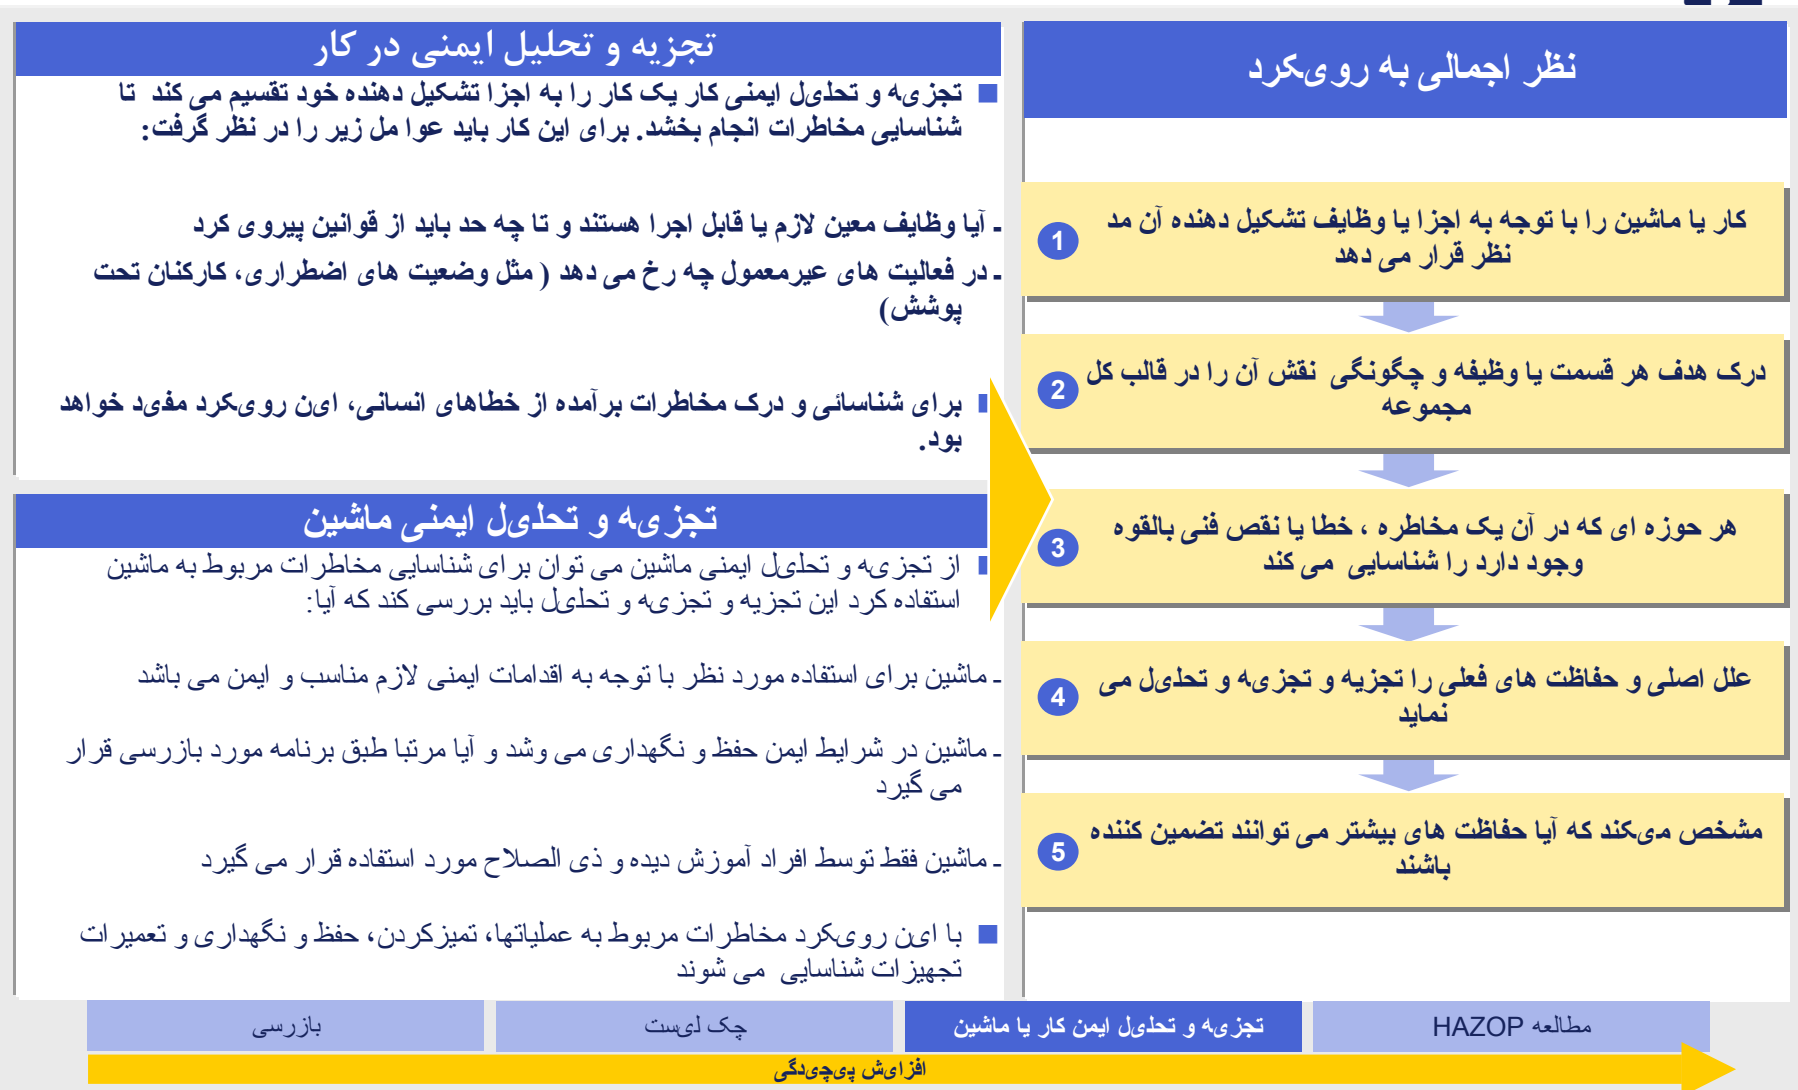 نظر اجمالی به رویکرد
کار یا ماشین را با توجه به اجزا یا وظایف تشکیل دهنده آن مد
نظر قرار می دهد
1
درک هدف هر قسمت یا وظیفه و چگونگی نقش آن را در قالب کل
مجموعه
2
هر حوزه ای که در آن یک مخاطره ، خطا یا نقص فنی بالقوه
وجود دارد را شناسایی می کند
3
علل اصلی و حفاظت های فعلی را تجزیه و تجزیه و تحلیل می
نماید
4
مشخص میکند که آیا حفاظت های بیشتر می توانند تضمین کننده
باشند
5
تجزیه و تحلیل ایمنی در کار
تجزیه و تحلیل ایمنی کار یک کار را به اجزا تشکیل دهنده خود تقسیم می کند تا
شناسایی مخاطرات انجام بخشد. برای این کار باید عوا مل زیر را در نظر گرفت:
ـ آیا وظایف معین لازم یا قابل اجرا هستند و تا چه حد باید از قوانین پیروی کرد
ـ در فعالیت های عیرمعمول چه رخ می دهد ( مثل وضعیت های اضطراری، کارکنان تحت
پوشش)
برای شناسائی و درک مخاطرات برآمده از خطاهای انسانی، این رویکرد مفید خواهد
بود.
تجزیه و تحلیل ایمنی ماشین
از تجزیه و تحلیل ایمنی ماشین می توان برای شناسایی مخاطرات مربوط به ماشین
استفاده کرد این تجزیه و تجزیه و تحلیل باید بررسی کند که آیا:
ـ ماشین برای استفاده مورد نظر با توجه به اقدامات ایمنی لازم مناسب و ایمن می باشد
ـ ماشین در شرایط ایمن حفظ و نگهداری می وشد و آیا مرتبا طبق برنامه مورد بازرسی قرار
می گیرد
ـ ماشین فقط توسط افراد آموزش دیده و ذی الصلاح مورد استفاده قرار می گیرد
با این رویکرد مخاطرات مربوط به عملیاتها، تمیزکردن، حفظ و نگهداری و تعمیرات
تجهیزات شناسایی می شوند
مطالعه HAZOP
تجزیه و تحلیل ایمن کار یا ماشین
چک لیست
بازرسی
افزایش پیچیدگی